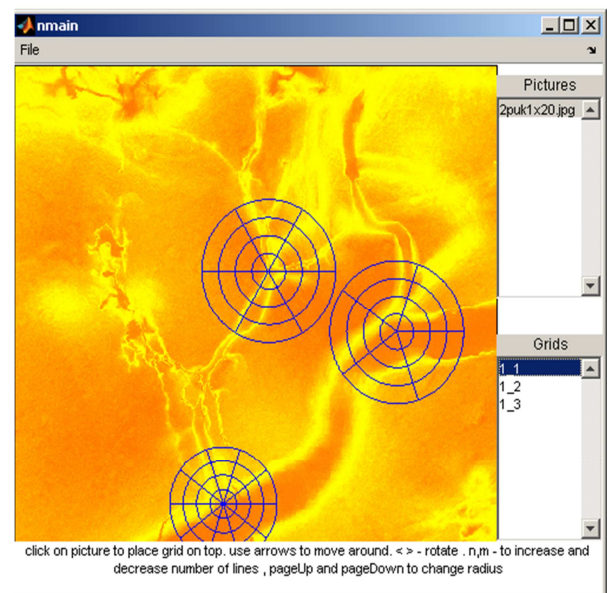 nmain
File
Pictures
2puk1x20.jpg
Grids
1_1
1_2
1_3
click on picture to place grid on top. use arrows to move around. < > - rotate . n,m - to increase and
decrease number of lines , pageUp and pageDown to change radius